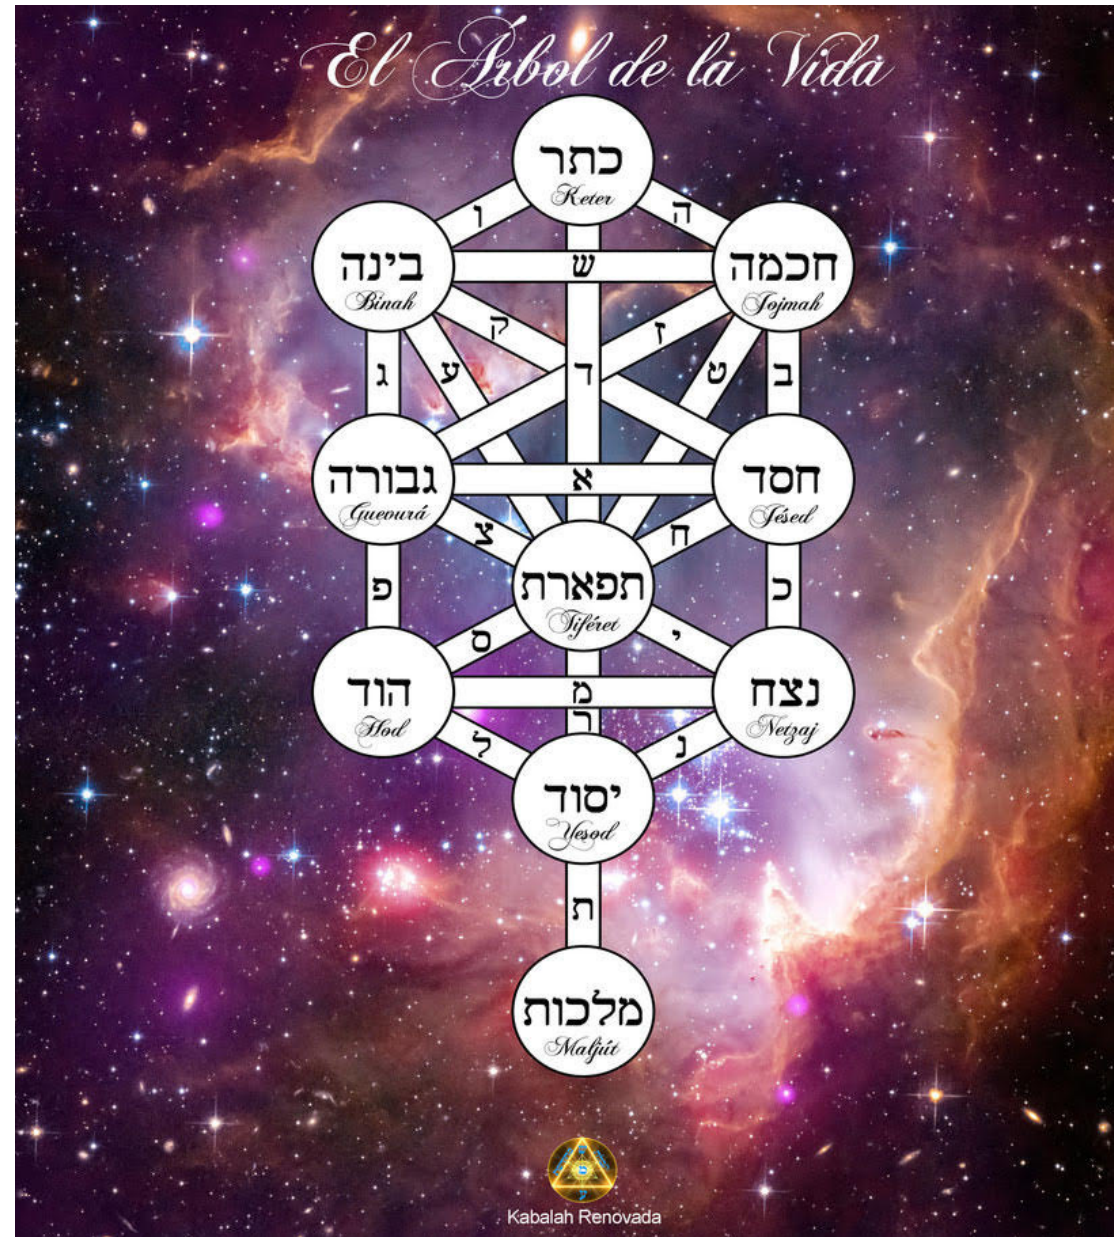 El Árbol de la Vida
כתר
Keter
ו
ה
בינה
Binah
ש
חכמה
Jojmah
ק
ז
ג
ע
ד
ט
ב
גבורה
Guevurá
א
חסד
Jésed
צ
ח
פ
תפארת
Tiféret
כ
ס
י
הוד
Hod
מ
ר
נצח
Netzaj
ל
נ
יסוד
Yesod
ת
מלכות
Maljút
Kabalah Renovada